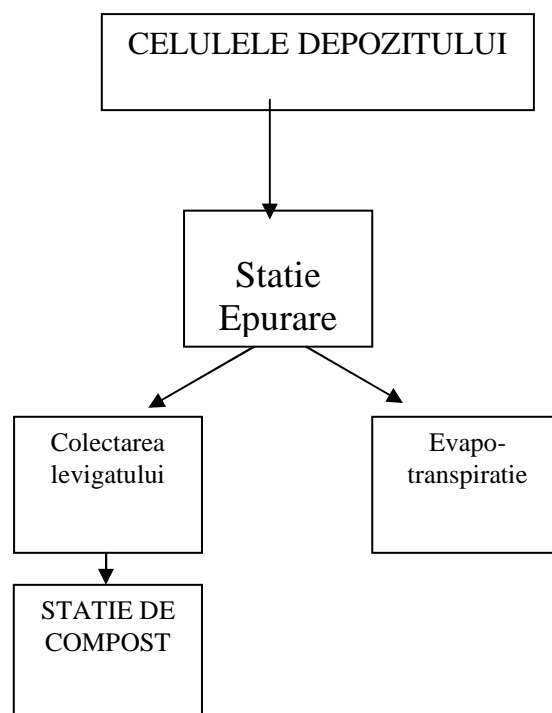 CELULELE DEPOZITULUI
Statie
Epurare
Colectarea
levigatului
Evapo-
transpiratie
STATIE DE
COMPOST